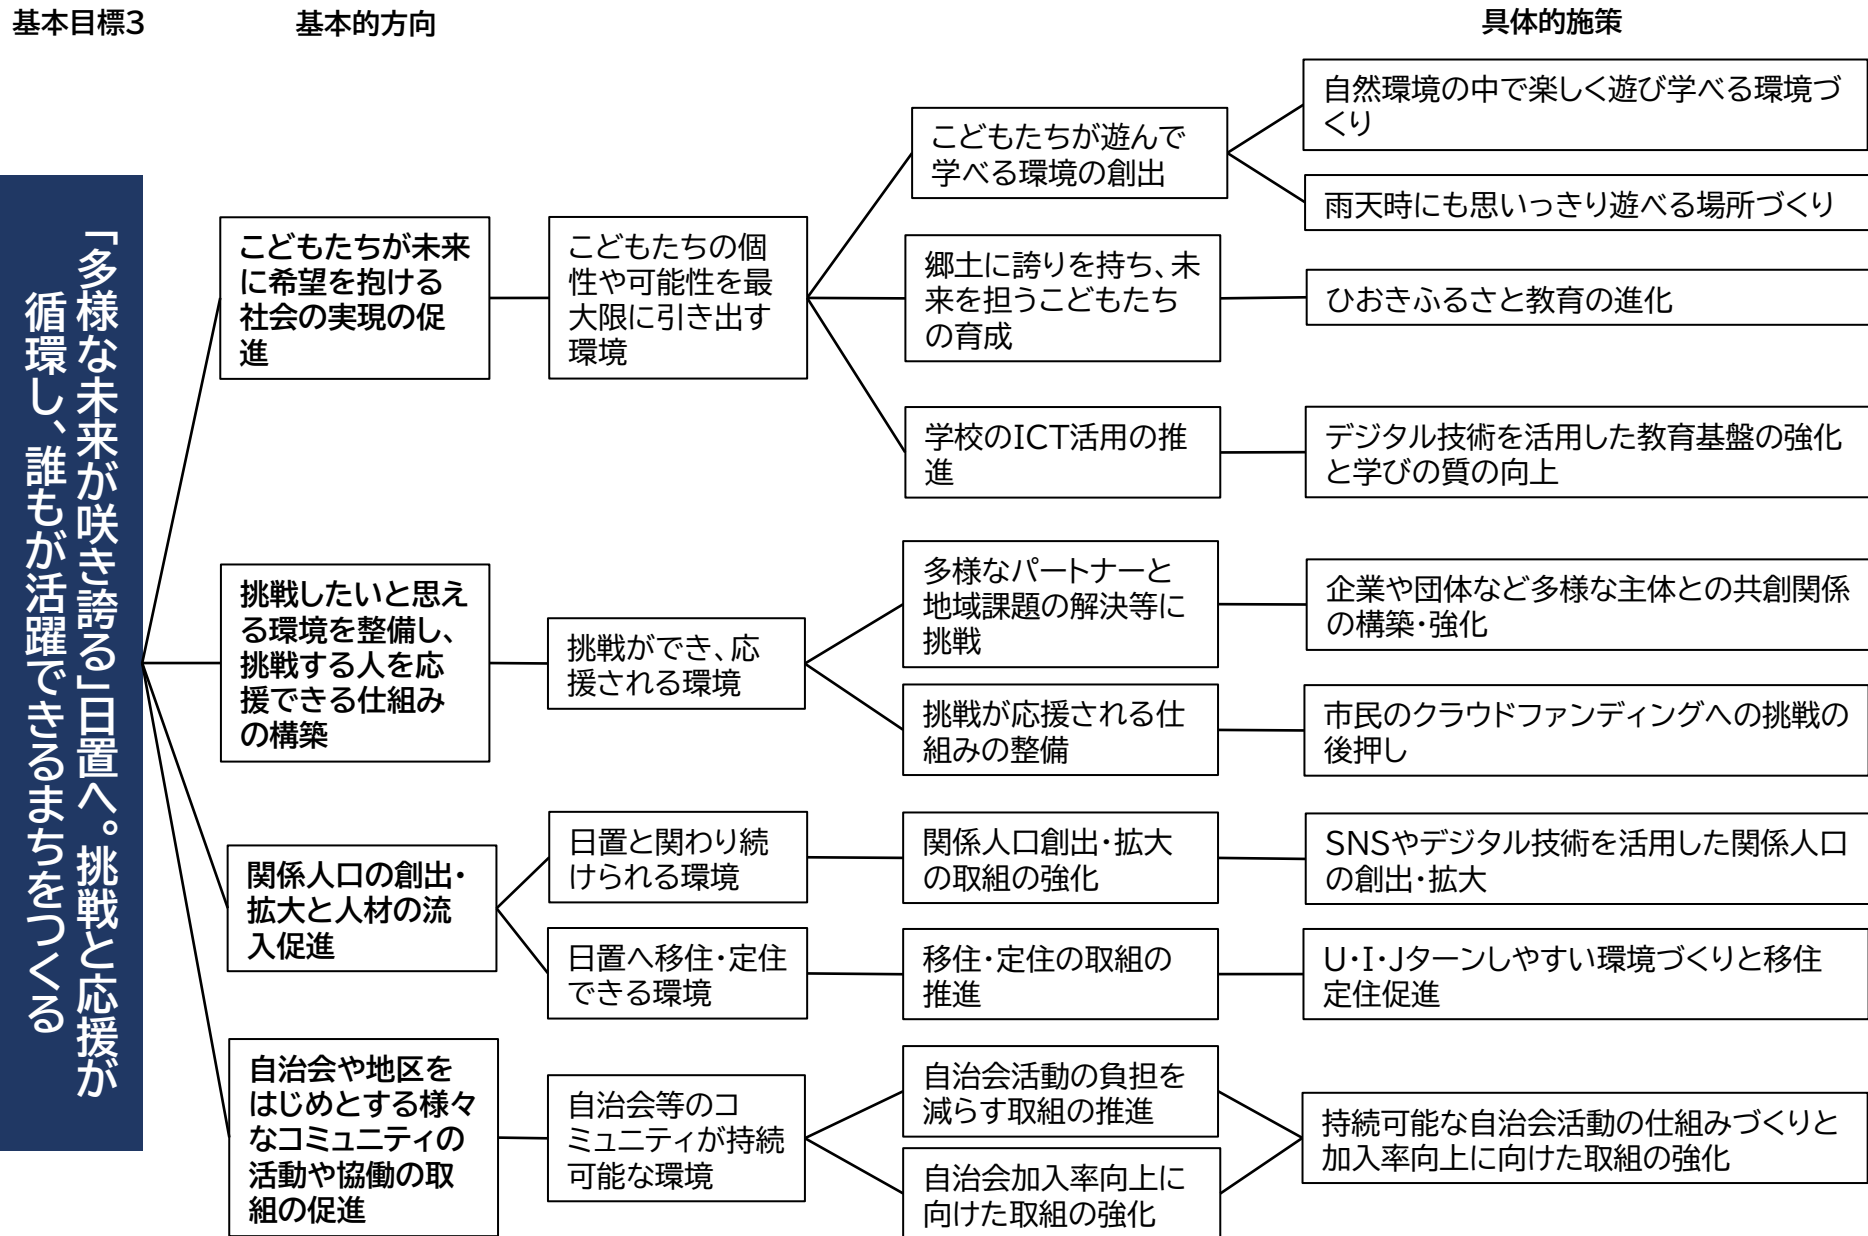 基本目標3
基本的方向
具体的施策
「多様な未来が咲き誇る」日置へ。挑戦と応援が
循環し、誰もが活躍できるまちをつくる
こどもたちが未来
に希望を抱ける
社会の実現の促
進
こどもたちの個
性や可能性を最
大限に引き出す
環境
こどもたちが遊んで
学べる環境の創出
自然環境の中で楽しく遊び学べる環境づ
くり
雨天時にも思いっきり遊べる場所づくり
郷土に誇りを持ち、未
来を担うこどもたち
の育成
ひおきふるさと教育の進化
学校のICT活用の推
進
デジタル技術を活用した教育基盤の強化
と学びの質の向上
挑戦したいと思え
る環境を整備し、
挑戦する人を応
援できる仕組み
の構築
挑戦ができ、応
援される環境
多様なパートナーと
地域課題の解決等に
挑戦
企業や団体など多様な主体との共創関係
の構築・強化
挑戦が応援される仕
組みの整備
市民のクラウドファンディングへの挑戦の
後押し
関係人口の創出・
拡大と人材の流
入促進
日置と関わり続
けられる環境
関係人口創出・拡大
の取組の強化
SNSやデジタル技術を活用した関係人口
の創出・拡大
日置へ移住・定住
できる環境
移住・定住の取組の
推進
U・I・Jターンしやすい環境づくりと移住
定住促進
自治会や地区を
はじめとする様々
なコミュニティの
活動や協働の取
組の促進
自治会等のコ
ミュニティが持続
可能な環境
自治会活動の負担を
減らす取組の推進
自治会加入率向上に
向けた取組の強化
持続可能な自治会活動の仕組みづくりと
加入率向上に向けた取組の強化